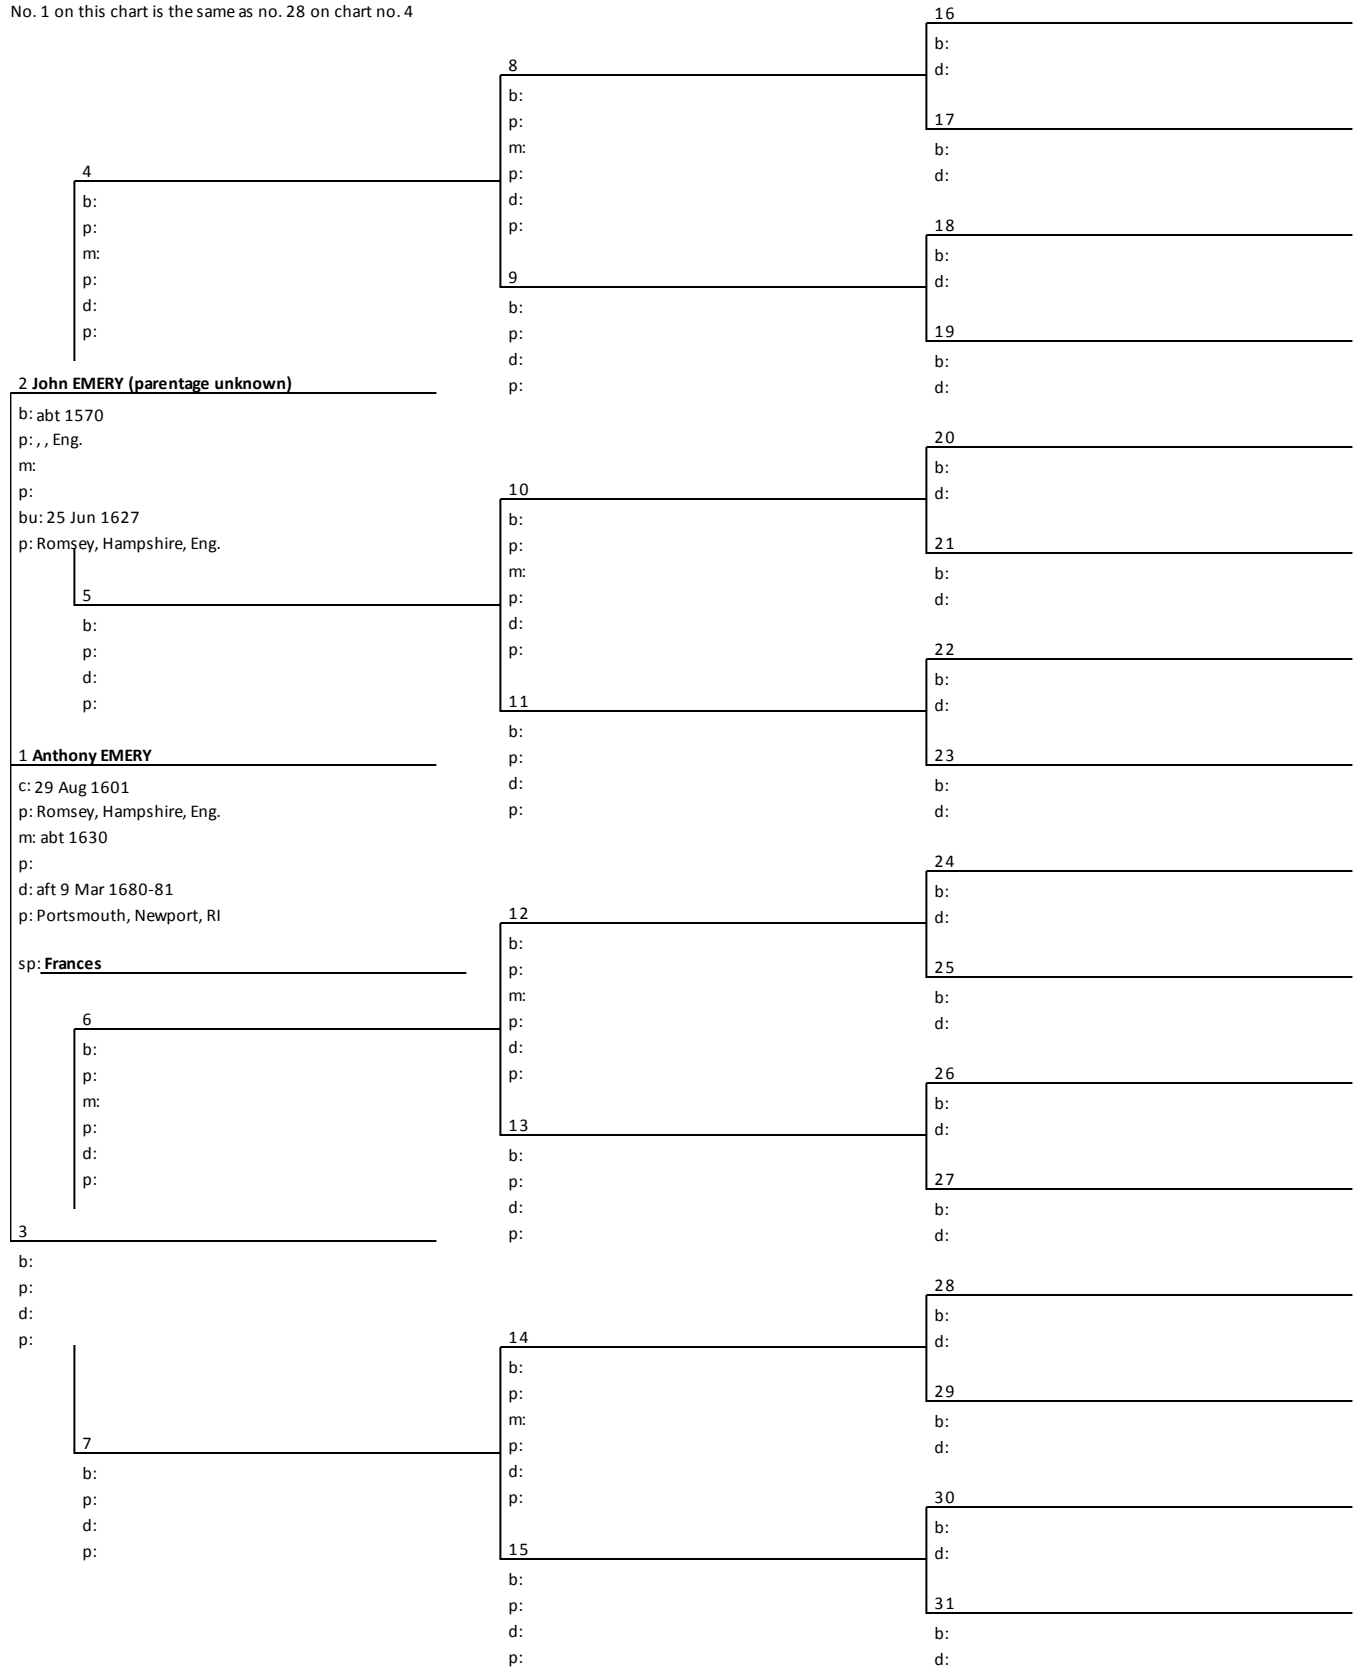 No. 1 on this chart is the same as no. 28 on chart no. 4
4
b:
p:
m:
p:
d:
p:
2 John EMERY (parentage unknown)
b: abt 1570
p: , , Eng.
m:
p:
bu: 25 Jun 1627
p: Romsey, Hampshire, Eng.
5
b:
p:
d:
p:
1 Anthony EMERY
c: 29 Aug 1601
p: Romsey, Hampshire, Eng.
m: abt 1630
p:
d: aft 9 Mar 1680-81
p: Portsmouth, Newport, RI
sp: Frances
6
b:
p:
m:
p:
d:
p:
3
b:
p:
d:
p:
7
b:
p:
d:
p:
8
b:
p:
m:
p:
d:
p:
9
b:
p:
d:
p:
10
b:
p:
m:
p:
d:
p:
11
b:
p:
d:
p:
12
b:
p:
m:
p:
d:
p:
13
b:
p:
d:
p:
14
b:
p:
m:
p:
d:
p:
15
b:
p:
d:
p:
16
b:
d:
17
b:
d:
18
b:
d:
19
b:
d:
20
b:
d:
21
b:
d:
22
b:
d:
23
b:
d:
24
b:
d:
25
b:
d:
26
b:
d:
27
b:
d:
28
b:
d:
29
b:
d:
30
b:
d:
31
b:
d: